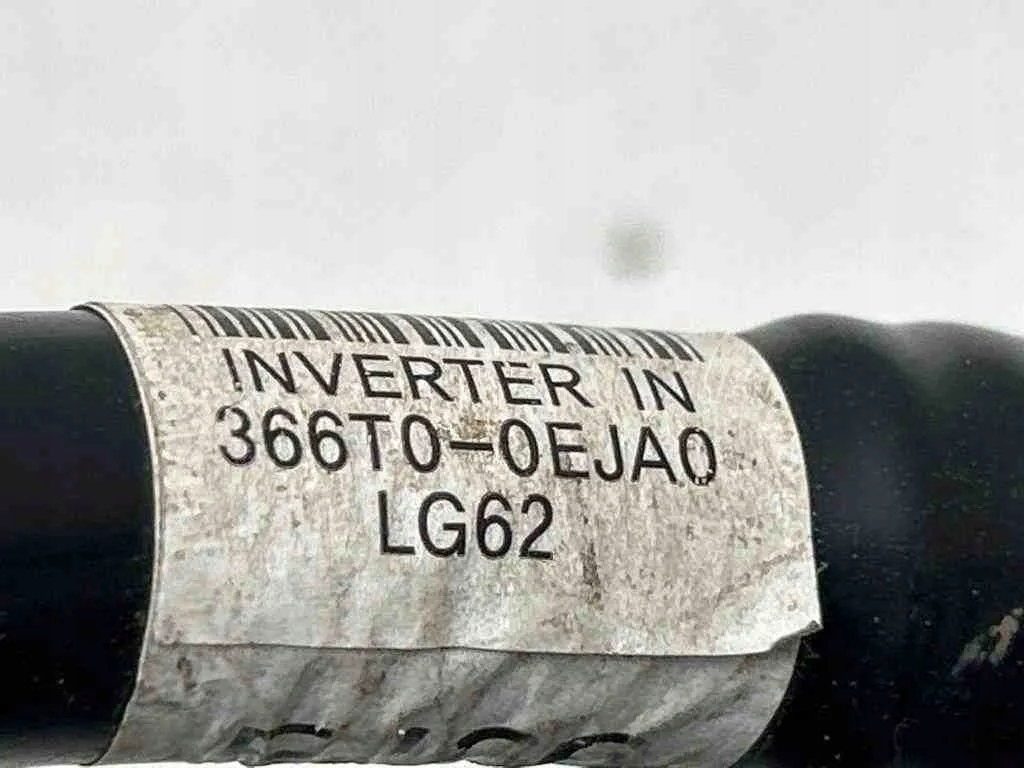 INVERTER IN
366T0-0EJA0
LG62